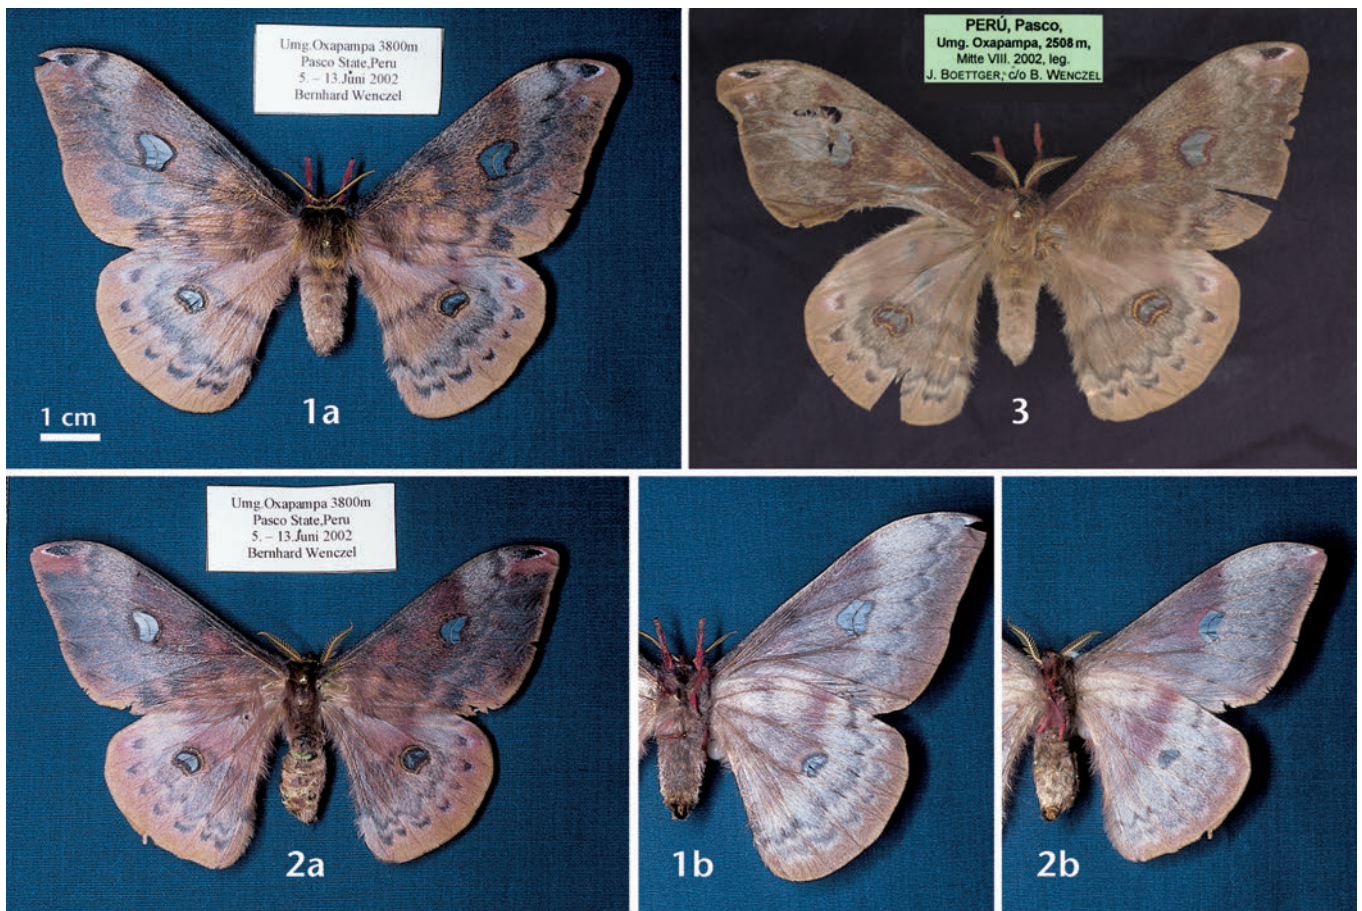 Umg.Oxapampa 3800m
Pasco State,Peru
5. – 13.Juni 2002
Bernhard Wenczel
1a
1 cm
PERÚ, Pasco,
Umg. Oxapampa, 2508 m,
Mitte VIII. 2002, leg.
J. BOETTGER, c/o B. WENCZEL
3
Umg.Oxapampa 3800m
Pasco State,Peru
5. – 13.Juni 2002
Bernhard Wenczel
2a
1b
2b